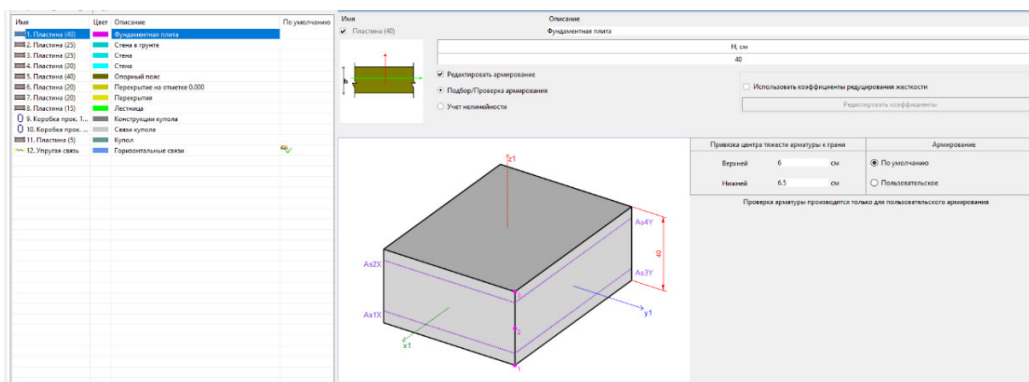 Имя Цвет Описание По умолчанию
1. Пластина (40) Фундаментная плита
2. Пластина (25) Стена в грунте
3. Пластина (25) Стена
4. Пластина (20) Стена
5. Пластина (40) Опорный пояс
6. Пластина (20) Перекрытие на отметке 0.000
7. Пластина (20) Перекрытия
8. Пластина (15) Лестница
9. Коробка прок. 1... Конструкции купола
10. Коробка прок. ... Связи купола
11. Пластина (5) Купол
12. Упругая связь Горизонтальные связи
Имя Описание
Пластина (40) Фундаментная плита
H, см
40
h
Редактировать армирование
Подбор/Проверка армирования
Учет нелинейности
Использовать коэффициенты редуцирования жесткости
Редактировать коэффициенты
z1
As4Y
As2X
40
3
As3Y
As1X
2
y1
x1
1
Привязка центра тяжести арматуры к грани Армирование
Верхней 6 см По умолчанию
Нижней 6.5 см Пользовательское
Проверка арматуры производится только для пользовательского армирования